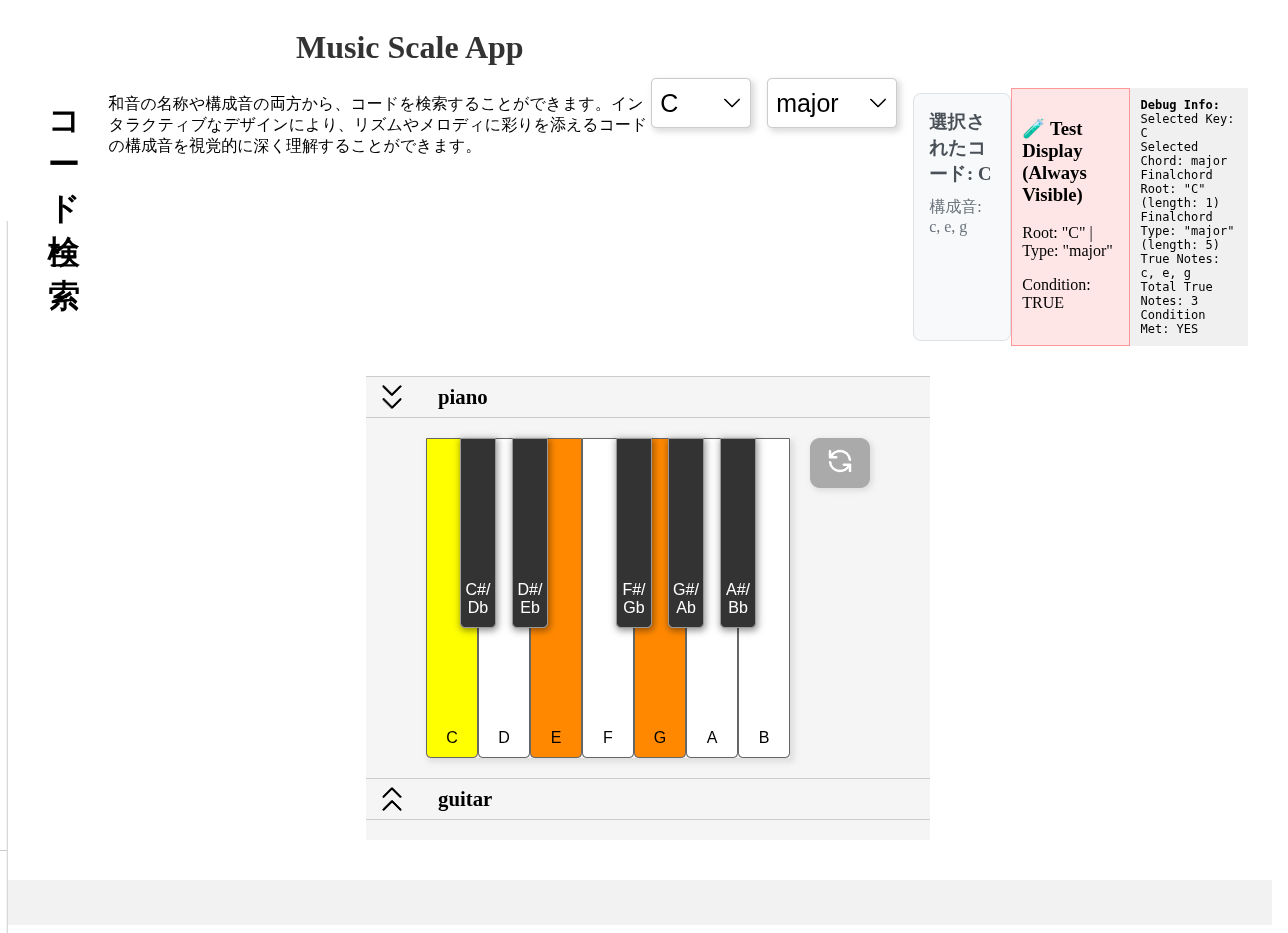 Music Scale App
コード検索
和音の名称や構成音の両方から、コードを検索することができます。イン
タラクティブなデザインにより、リズムやメロディに彩りを添えるコード
の構成音を視覚的に深く理解することができます。
C
major
選択さ
れたコ
ード: C
構成音:
c, e, g
🧪 Test
Display
(Always
Visible)
Root: "C" |
Type: "major"
Condition:
TRUE
Debug Info:
Selected Key:
C
Selected
Chord: major
Finalchord
Root: "C"
(length: 1)
Finalchord
Type: "major"
(length: 5)
True Notes:
c, e, g
Total True
Notes: 3
Condition
Met: YES
piano
C#/
Db
D#/
Eb
F#/
Gb
G#/
Ab
A#/
Bb
C
D
E
F
G
A
B
guitar